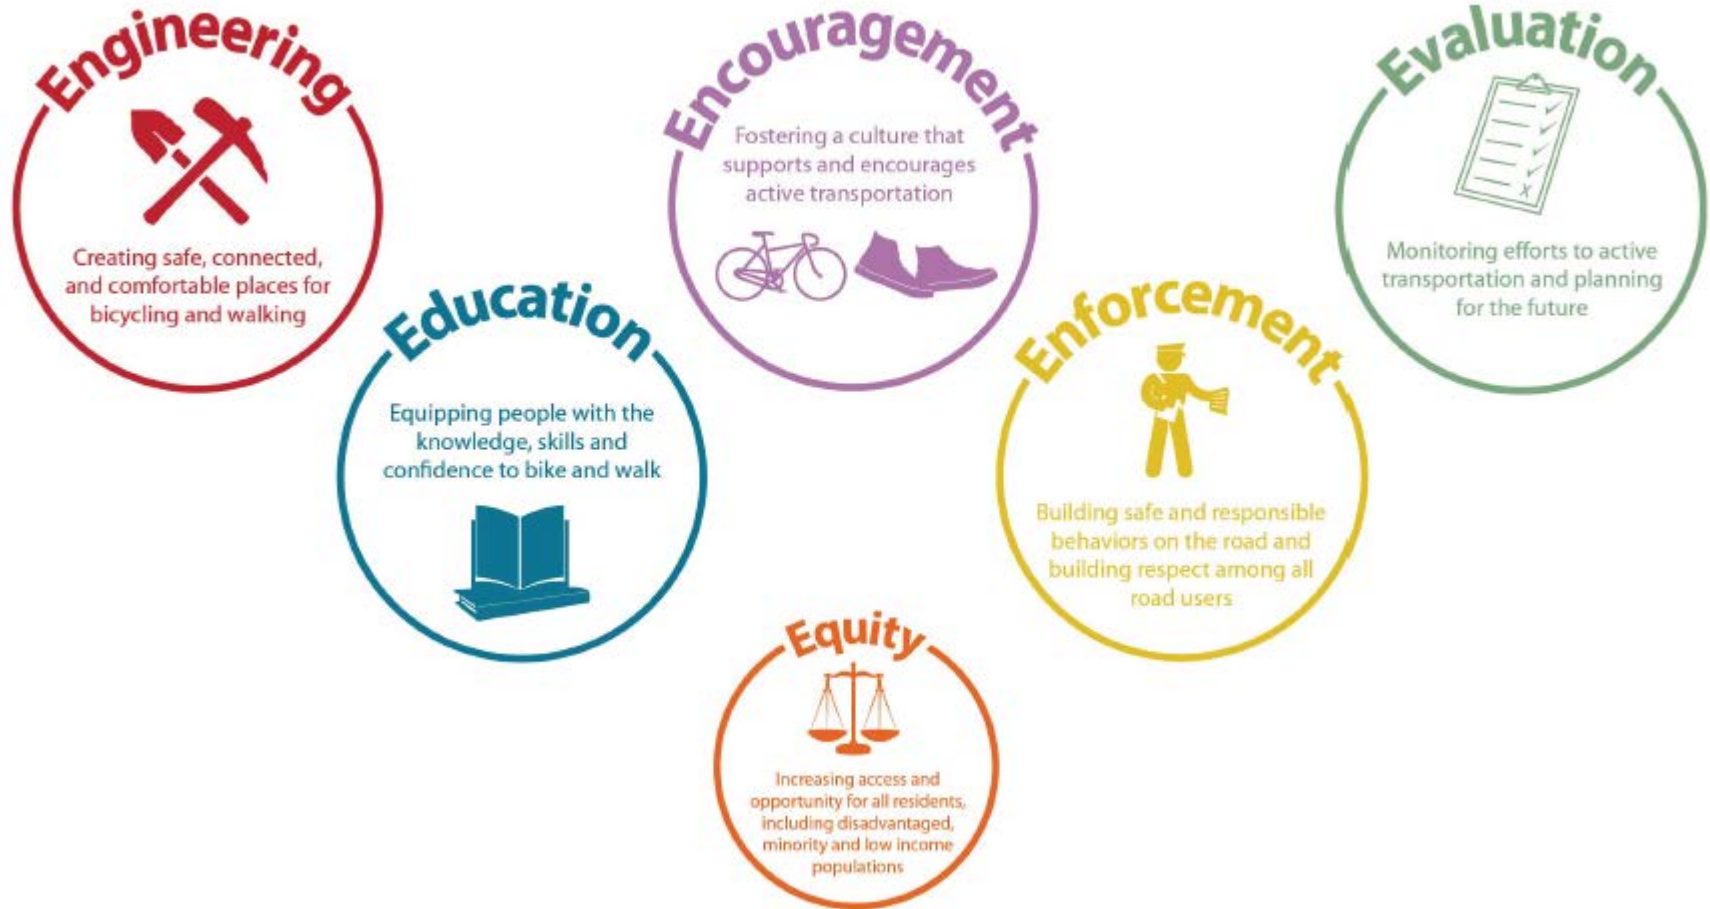 Engineering
Creating safe, connected,
and comfortable places for
bicycling and walking
Education
Equipping people with the
knowledge, skills and
confidence to bike and walk
Encouragement
Fostering a culture that
supports and encourages
active transportation
Enforcement
Building safe and responsible
behaviors on the road and
building respect among all
road users
Evaluation
Monitoring efforts to active
transportation and planning
for the future
Equity
Increasing access and
opportunity for all residents,
including disadvantaged,
minority and low income
populations